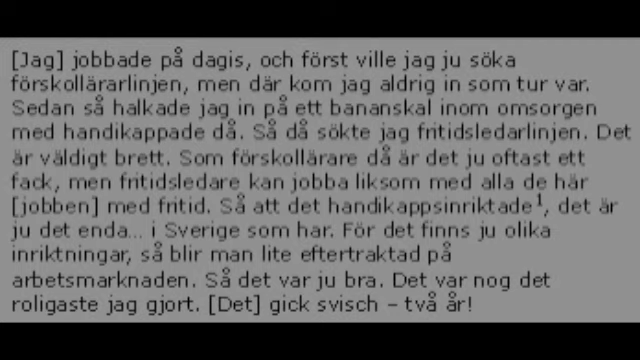 [Jag] jobbade på dagis, och först ville jag ju söka
förskollärarlinjen, men där kom jag aldrig in som tur var.
Sedan så halkade jag in på ett bananskal inom omsorgen
med handikappade då. Så då sökte jag fritidsledarlinjen. Det
är väldigt brett. Som förskollärare då är det ju oftast ett
fack, men fritidsledare kan jobba liksom med alla de här
[jobben] med fritid. Så att det handikappsinriktade¹, det är
ju det enda... i Sverige som har. För det finns ju olika
inriktningar, så blir man lite eftertraktad på
arbetsmarknaden. Så det var ju bra. Det var nog det
roligaste jag gjort. [Det] gick svisch – två år!